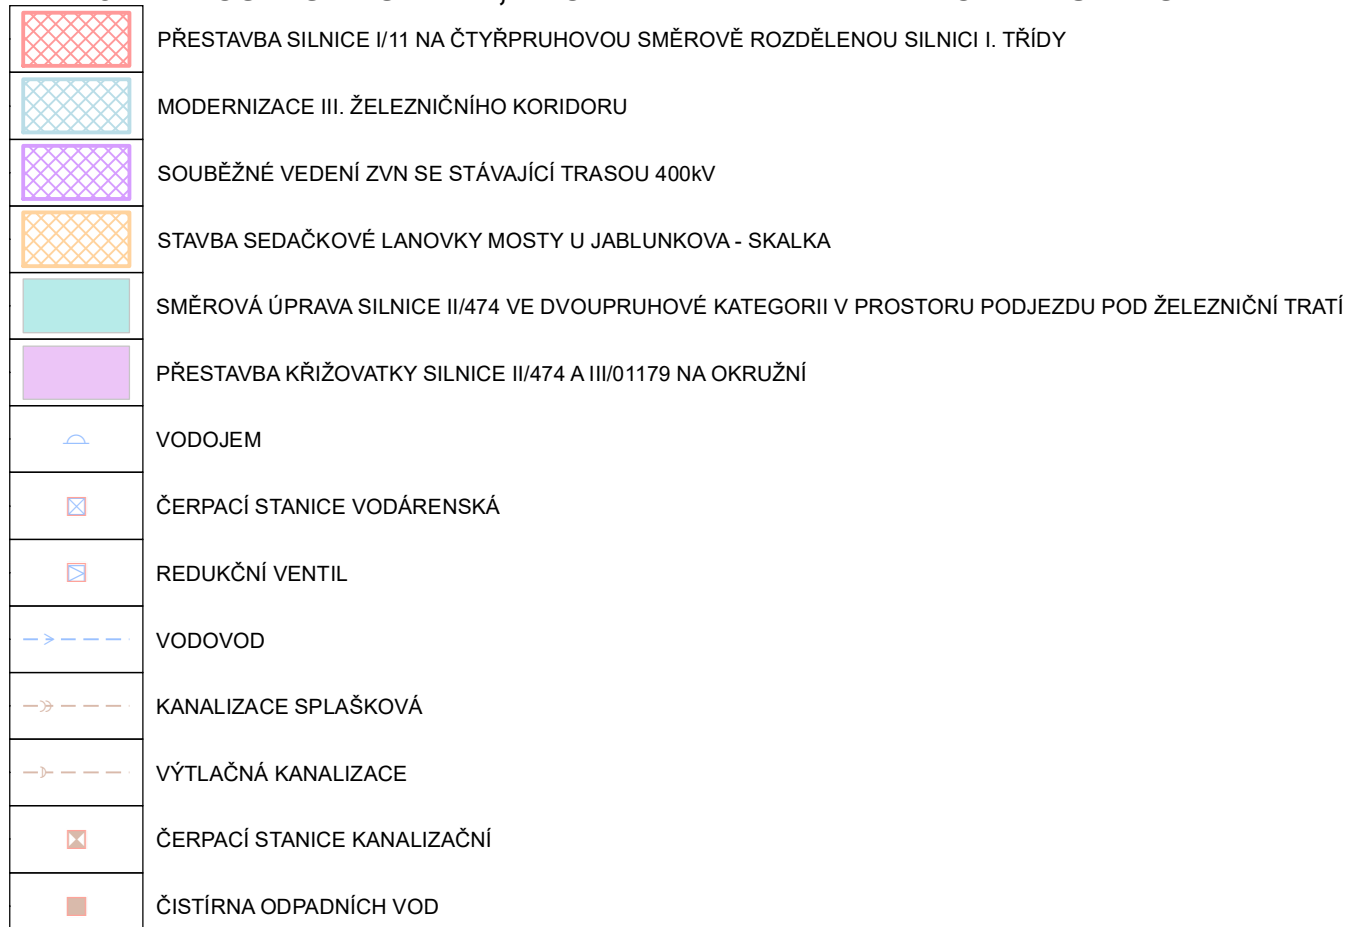 PŘESTAVBA SILNICE I/11 NA ČTYŘPRUHOVOU SMĚROVĚ ROZDĚLENOU SILNICI I. TŘÍDY
MODERNIZACE III. ŽELEZNIČNÍHO KORIDORU
SOUBĚŽNÉ VEDENÍ ZVN SE STÁVAJÍCÍ TRASOU 400kV
STAVBA SEDAČKOVÉ LANOVKY MOSTY U JABLUNKOVA - SKALKA
SMĚROVÁ ÚPRAVA SILNICE II/474 VE DVOUPRUHOVÉ KATEGORII V PROSTORU PODJEZDU POD ŽELEZNIČNÍ TRATÍ
PŘESTAVBA KŘIŽOVATKY SILNICE II/474 A III/01179 NA OKRUŽNÍ
VODOJEM
ČERPACÍ STANICE VODÁRENSKÁ
REDUKČNÍ VENTIL
VODOVOD
KANALIZACE SPLAŠKOVÁ
VÝTLAČNÁ KANALIZACE
ČERPACÍ STANICE KANALIZAČNÍ
ČISTÍRNA ODPADNÍCH VOD